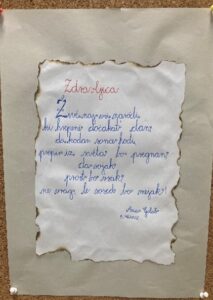 Zdravljica
Žive naj vsi narodi
ki hrepene dočakat' dan,
da koder sonce hodi,
prepir iz sveta bo pregnan,
da rojak
prost bo vsak,
ne vrag, le sosed bo mejak!